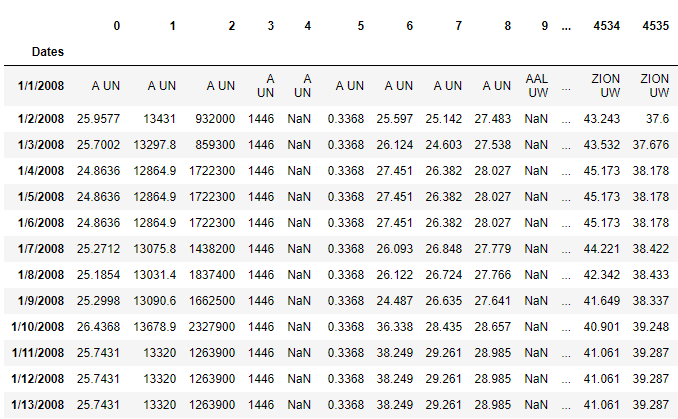 0 1 2 3 4 5 6 7 8 9 ... 4534 4535
Dates
1/1/2008 A UN A UN A UN A UN A UN A UN A UN A UN A UN AAL UW ... ZION UW ZION UW
1/2/2008 25.9577 13431 932000 1446 NaN 0.3368 25.597 25.142 27.483 NaN ... 43.243 37.6
1/3/2008 25.7002 13297.8 859300 1446 NaN 0.3368 26.124 24.603 27.538 NaN ... 43.532 37.676
1/4/2008 24.8636 12864.9 1722300 1446 NaN 0.3368 27.451 26.382 28.027 NaN ... 45.173 38.178
1/5/2008 24.8636 12864.9 1722300 1446 NaN 0.3368 27.451 26.382 28.027 NaN ... 45.173 38.178
1/6/2008 24.8636 12864.9 1722300 1446 NaN 0.3368 27.451 26.382 28.027 NaN ... 45.173 38.178
1/7/2008 25.2712 13075.8 1438200 1446 NaN 0.3368 26.093 26.848 27.779 NaN ... 44.221 38.422
1/8/2008 25.1854 13031.4 1837400 1446 NaN 0.3368 26.122 26.724 27.766 NaN ... 42.342 38.433
1/9/2008 25.2998 13090.6 1662500 1446 NaN 0.3368 24.487 26.635 27.641 NaN ... 41.649 38.337
1/10/2008 26.4368 13678.9 2327900 1446 NaN 0.3368 36.338 28.435 28.657 NaN ... 40.901 39.248
1/11/2008 25.7431 13320 1263900 1446 NaN 0.3368 38.249 29.261 28.985 NaN ... 41.061 39.287
1/12/2008 25.7431 13320 1263900 1446 NaN 0.3368 38.249 29.261 28.985 NaN ... 41.061 39.287
1/13/2008 25.7431 13320 1263900 1446 NaN 0.3368 38.249 29.261 28.985 NaN ... 41.061 39.287